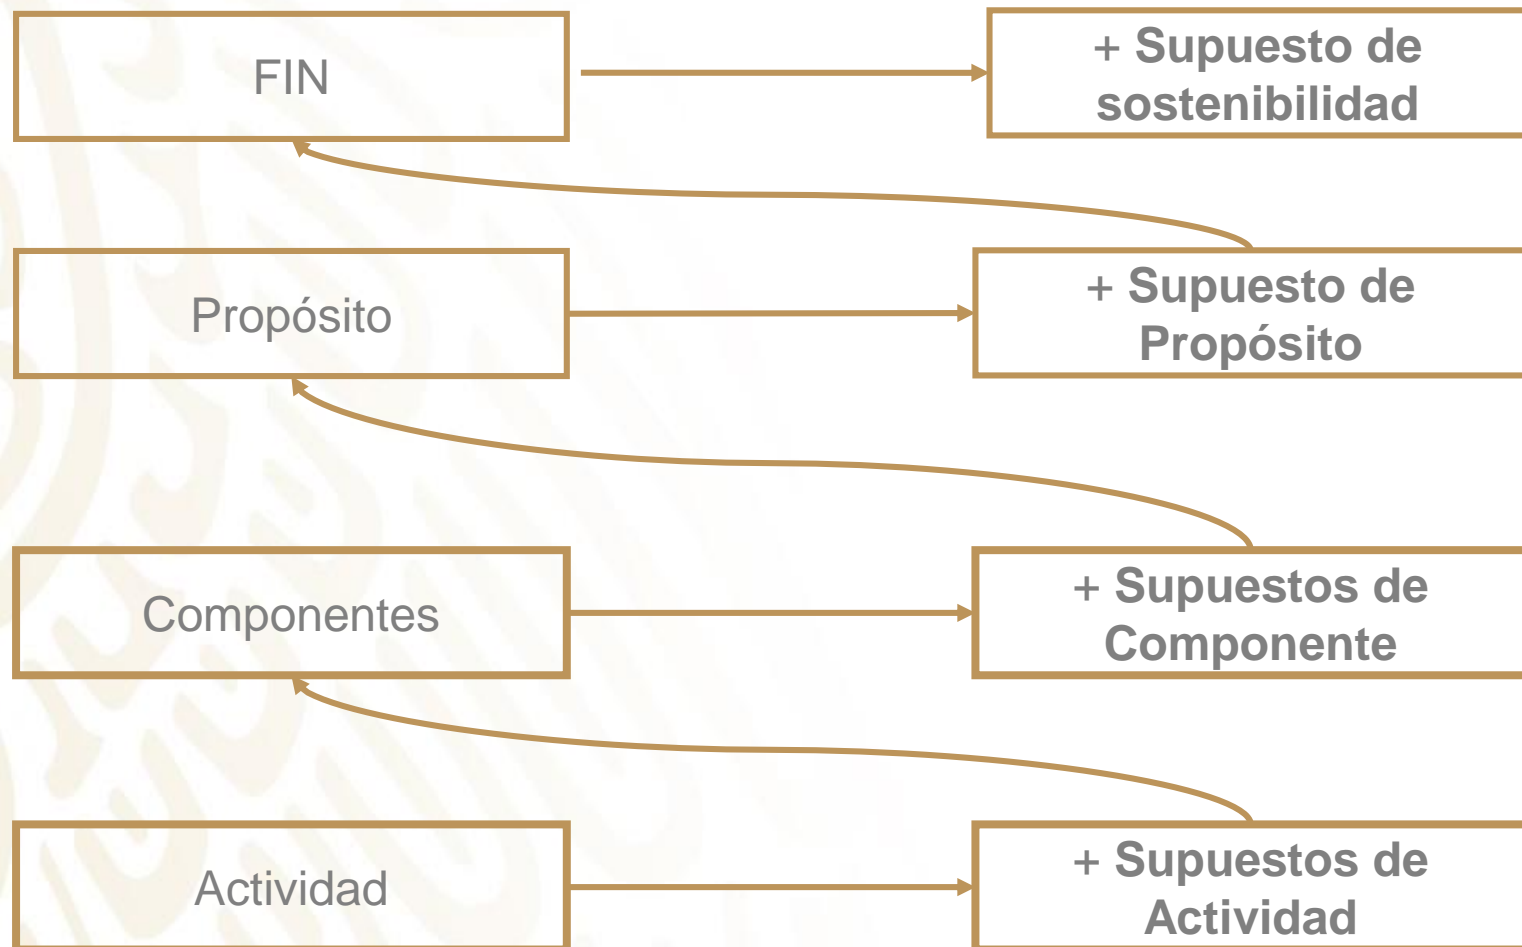 FIN
+ Supuesto de
sostenibilidad
Propósito
+ Supuesto de
Propósito
Componentes
+ Supuestos de
Componente
Actividad
+ Supuestos de
Actividad